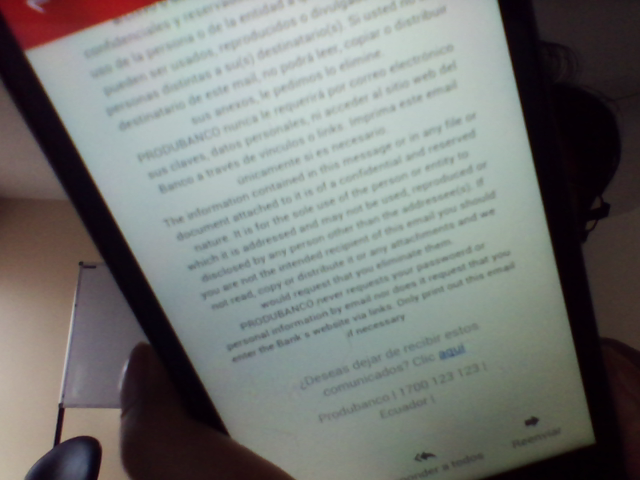 confidenciales y reservada
uso de la persona o de la entidad a
pueden ser usados, reproducidos o divulgados
personas distintas a su(s) destinatario(s). Si usted no
destinatario de este mail, no podrá leer, copiar o distribuir
sus anexos, le pedimos lo elimine
PRODUBANCO nunca le requerirá por correo electrónico
sus claves, datos personales, ni acceder al sitio web del
Banco a través de vínculos o links. Imprima este email
únicamente si es necesario.
The information contained in this message or in any file or
document attached to it is of a confidential and reserved
nature. It is for the sole use of the person or entity to
which it is addressed and may not be used, reproduced or
disclosed by any person other than the addressee(s). If
you are not the intended recipient of this email you should
not read, copy or distribute it or any attachments and we
would request that you eliminate them.
PRODUBANCO never requests your password or
personal information by email nor does it request that you
enter the Bank's website via links. Only print out this email
if necessary
¿Deseas dejar de recibir estos
comunicados? Clic aquí
Produbanco | 1700 123 123 |
Ecuador |
ponder a todos
Reenviar